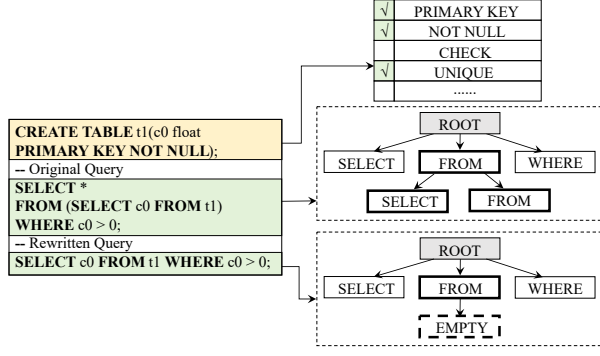 √ PRIMARY KEY
√ NOT NULL
CHECK
√ UNIQUE
......
CREATE TABLE t1(c0 float
PRIMARY KEY NOT NULL);
-- Original Query
SELECT *
FROM (SELECT c0 FROM t1)
WHERE c0 > 0;
-- Rewritten Query
SELECT c0 FROM t1 WHERE c0 > 0;
ROOT
SELECT FROM WHERE
SELECT FROM
ROOT
SELECT FROM WHERE
EMPTY